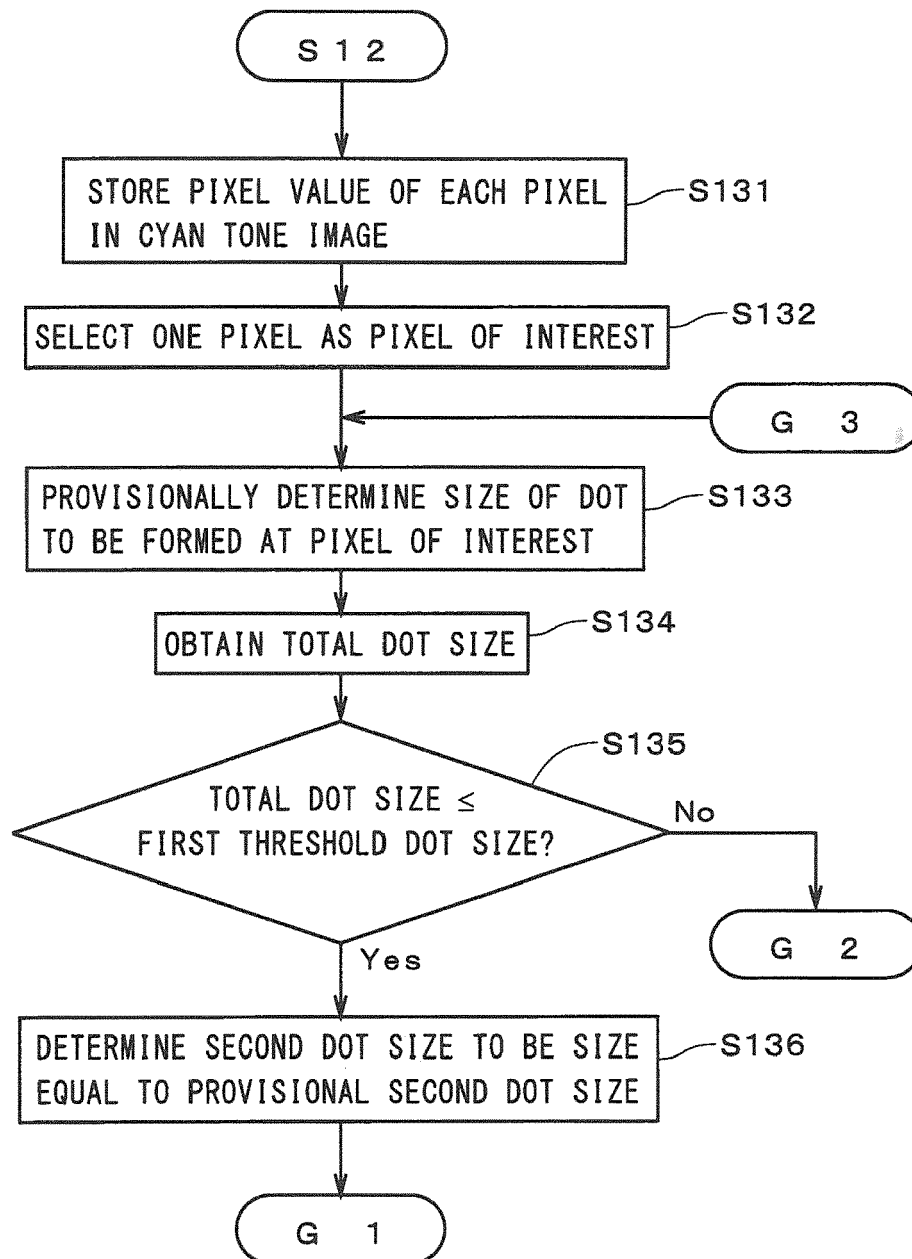 S 1 2
STORE PIXEL VALUE OF EACH PIXEL
IN CYAN TONE IMAGE
S131
SELECT ONE PIXEL AS PIXEL OF INTEREST
S132
G 3
PROVISIONALLY DETERMINE SIZE OF DOT
TO BE FORMED AT PIXEL OF INTEREST
S133
OBTAIN TOTAL DOT SIZE
S134
TOTAL DOT SIZE ≤
FIRST THRESHOLD DOT SIZE?
S135
No
G 2
Yes
DETERMINE SECOND DOT SIZE TO BE SIZE
EQUAL TO PROVISIONAL SECOND DOT SIZE
S136
G 1